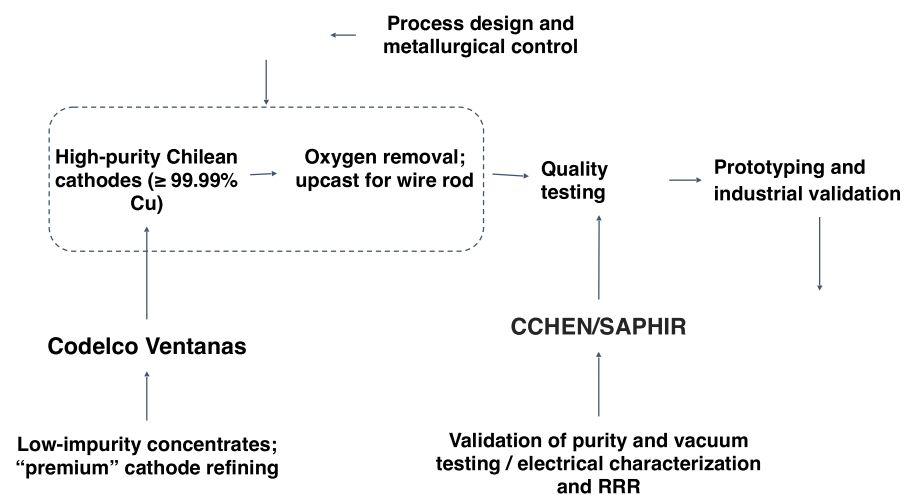 Process design and
metallurgical control
High-purity Chilean
cathodes (≥ 99.99%
Cu)
Oxygen removal;
upcast for wire rod
Quality
testing
Prototyping and
industrial validation
CCHEN/SAPHIR
Codelco Ventanas
Low-impurity concentrates;
“premium” cathode refining
Validation of purity and vacuum
testing / electrical characterization
and RRR